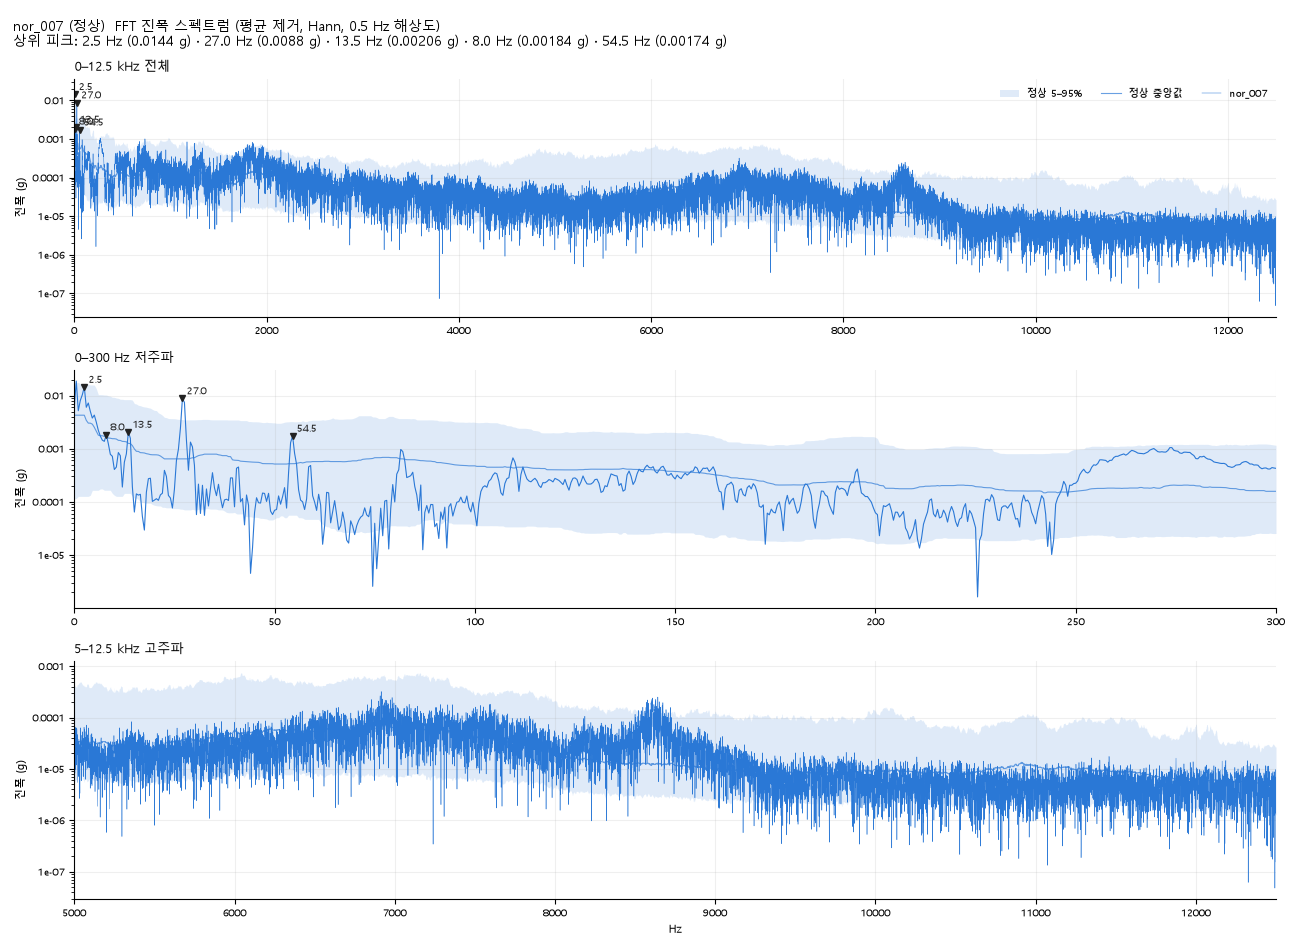 nor_007 (정상) FFT 진폭 스펙트럼 (평균 제거, Hann, 0.5 Hz 해상도)
상위 피크: 2.5 Hz (0.0144 g) · 27.0 Hz (0.0088 g) · 13.5 Hz (0.00206 g) · 8.0 Hz (0.00184 g) · 54.5 Hz (0.00174 g)
0–12.5 kHz 전체
2.5
27.0
정상 5–95% 정상 중앙값 nor_007
0.01
0.001
0.0001
1e-05
1e-06
1e-07
진폭 (g)
0 2000 4000 6000 8000 10000 12000
0–300 Hz 저주파
2.5
27.0
8.0
13.5
54.5
0.01
0.001
0.0001
1e-05
진폭 (g)
0 50 100 150 200 250 300
5–12.5 kHz 고주파
0.001
0.0001
1e-05
1e-06
1e-07
진폭 (g)
5000 6000 7000 8000 9000 10000 11000 12000
Hz